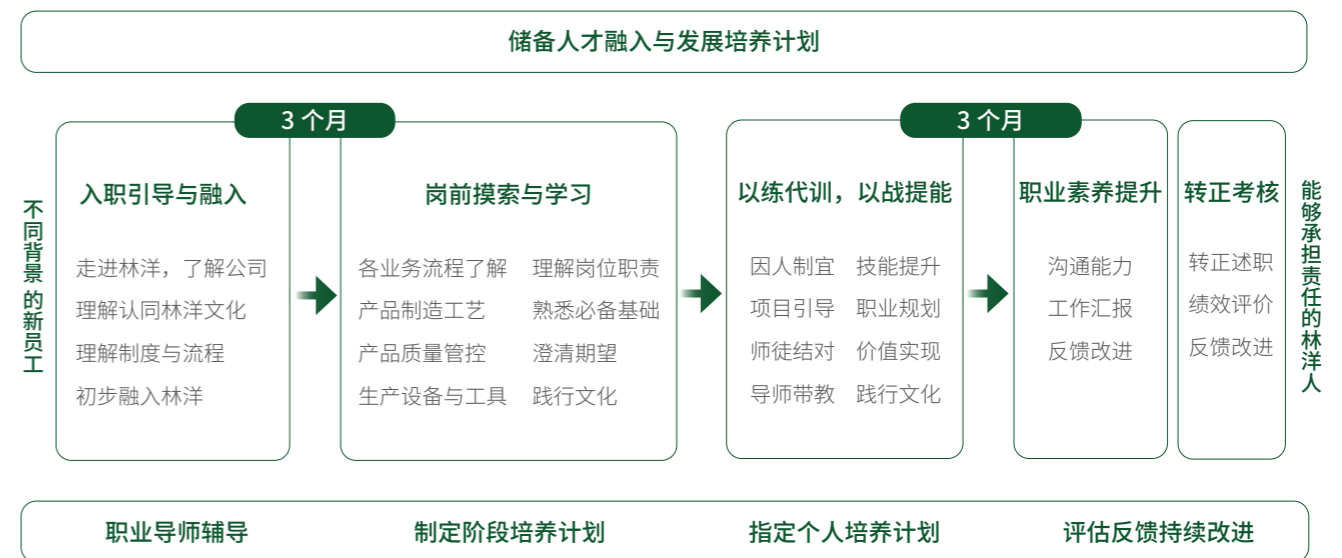 储备人才融入与发展培养计划
3 个月
3 个月
不同背景 的新员工
入职引导与融入
走进林洋，了解公司
理解认同林洋文化
理解制度与流程
初步融入林洋
岗前摸索与学习
各业务流程了解 理解岗位职责
产品制造工艺 熟悉必备基础
产品质量管控 澄清期望
生产设备与工具 践行文化
以练代训，以战提能
因人制宜 技能提升
项目引导 职业规划
师徒结对 价值实现
导师带教 践行文化
职业素养提升
沟通能力
工作汇报
反馈改进
转正考核
转正述职
绩效评价
反馈改进
能够承担责任的林洋人
职业导师辅导 制定阶段培养计划 指定个人培养计划 评估反馈持续改进